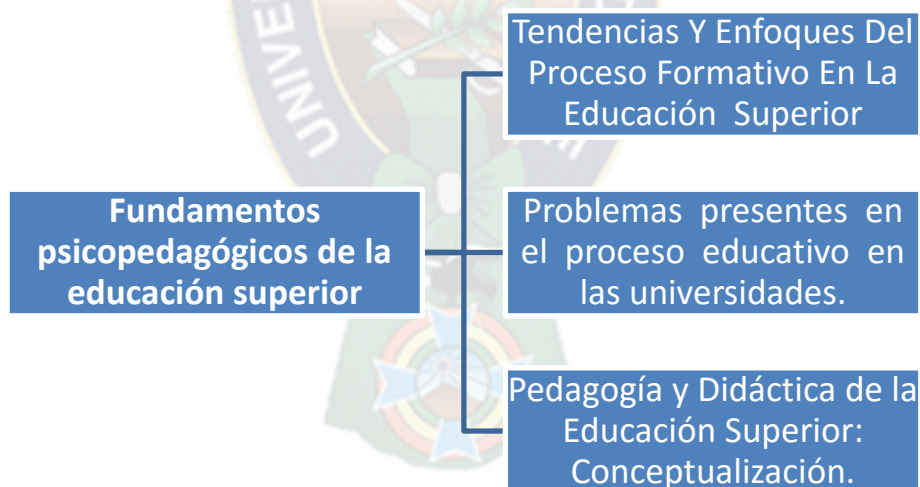 UNIVE
Tendencias Y Enfoques Del
Proceso Formativo En La
Educación Superior
Fundamentos
psicopedagógicos de la
educación superior
Problemas presentes en
el proceso educativo en
las universidades.
Pedagogía y Didáctica de la
Educación Superior:
Conceptualización.